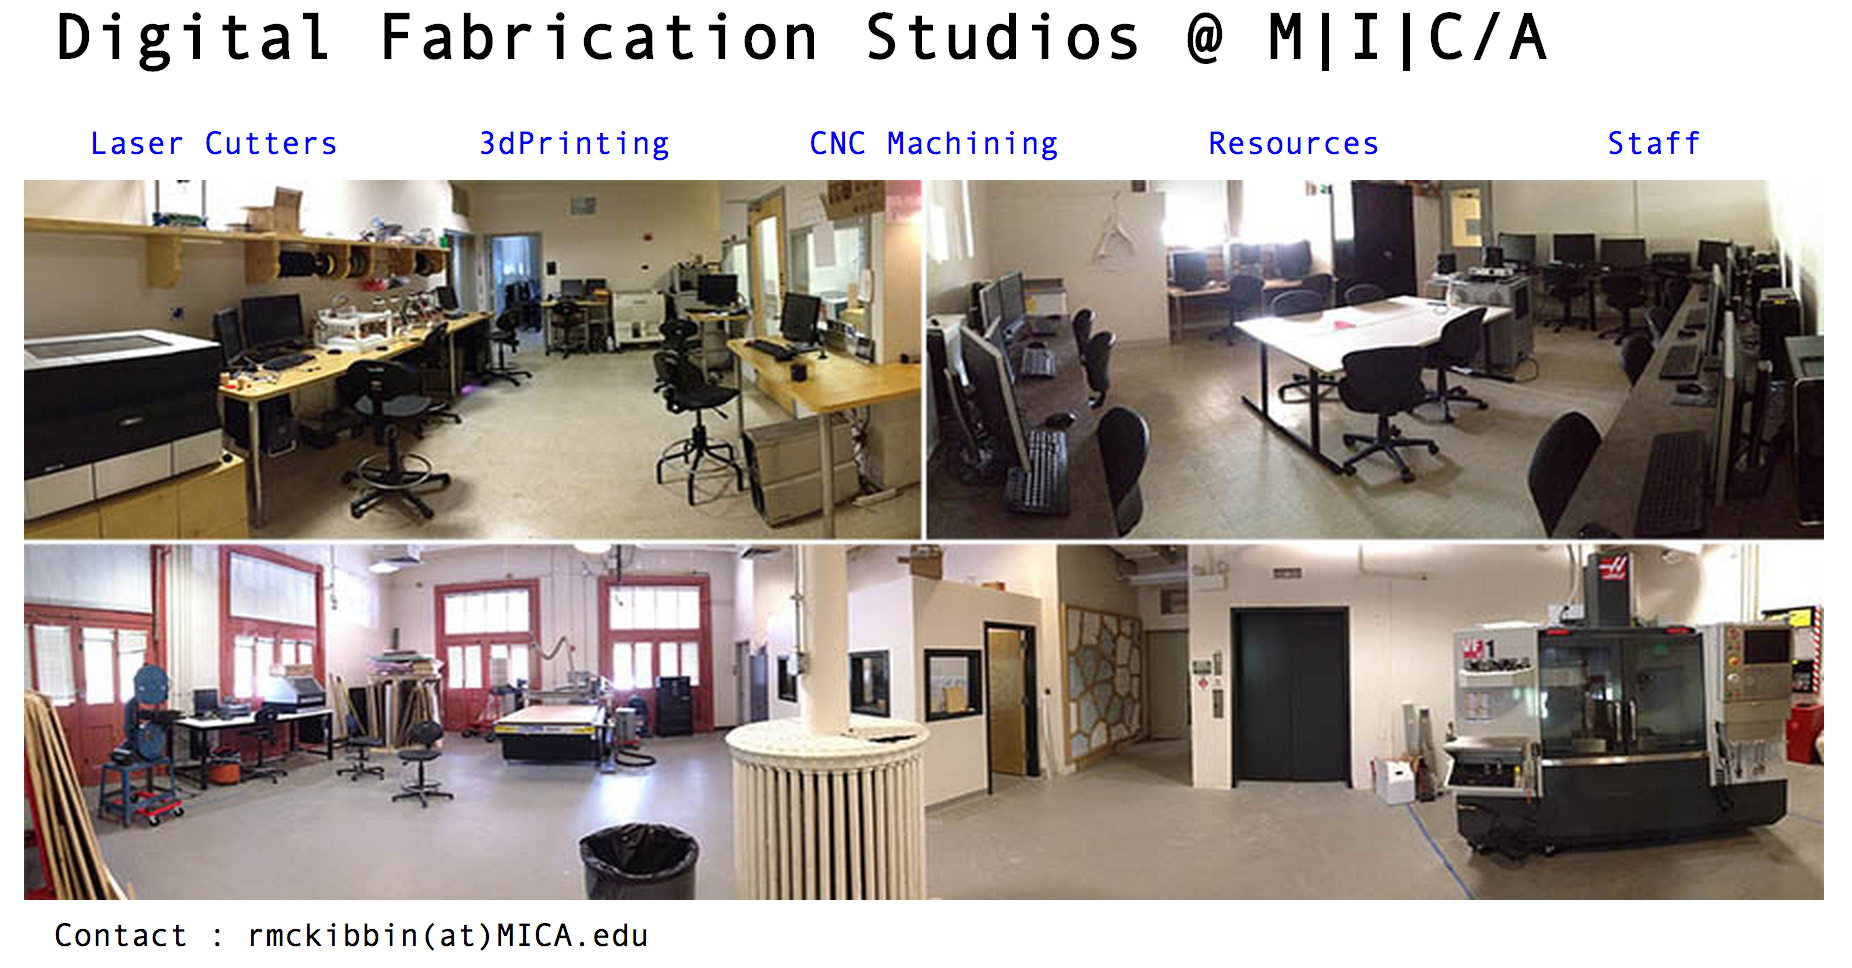 Digital Fabrication Studios @ M|I|C/A
Laser Cutters 3dPrinting CNC Machining Resources Staff
Contact : rmckibbin(at)MICA.edu